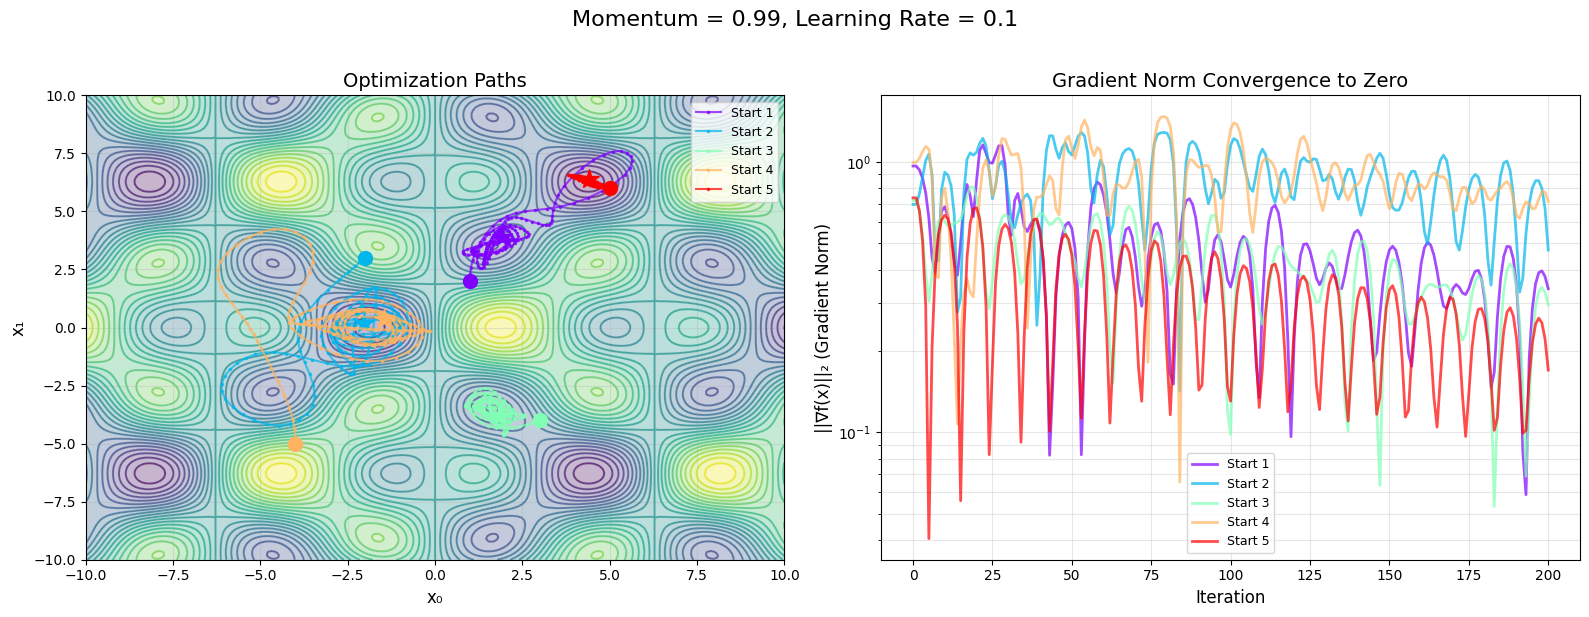 Momentum = 0.99, Learning Rate = 0.1
Optimization Paths
10.0
7.5
5.0
2.5
0.0
−2.5
−5.0
−7.5
−10.0
x₁
Start 1
Start 2
Start 3
Start 4
Start 5
−10.0 −7.5 −5.0 −2.5 0.0 2.5 5.0 7.5 10.0
x₀
Gradient Norm Convergence to Zero
10⁰
10⁻¹
||∇f(x)||₂ (Gradient Norm)
Start 1
Start 2
Start 3
Start 4
Start 5
0 25 50 75 100 125 150 175 200
Iteration